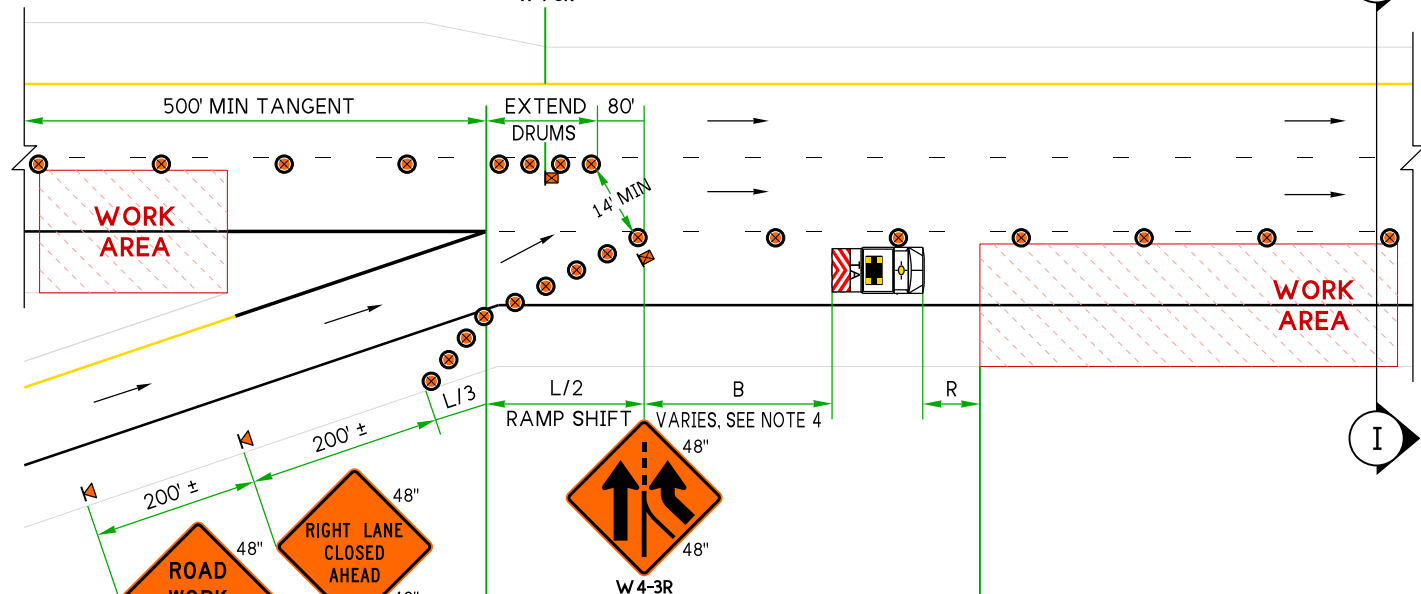 500' MIN TANGENT
EXTEND
DRUMS
80'
14' MIN
WORK
AREA
WORK
AREA
L/3
L/2
RAMP SHIFT
B
VARIES, SEE NOTE 4
R
I
200' ±
200' ±
48"
48"
W4-3R
RIGHT LANE
CLOSED
AHEAD
48"
ROAD
48"